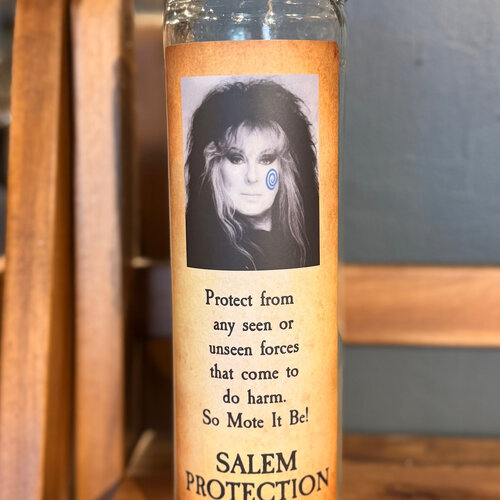 Protect from
any seen or
unseen forces
that come to
do harm.
So Mote It Be!
SALEM
PROTECTION